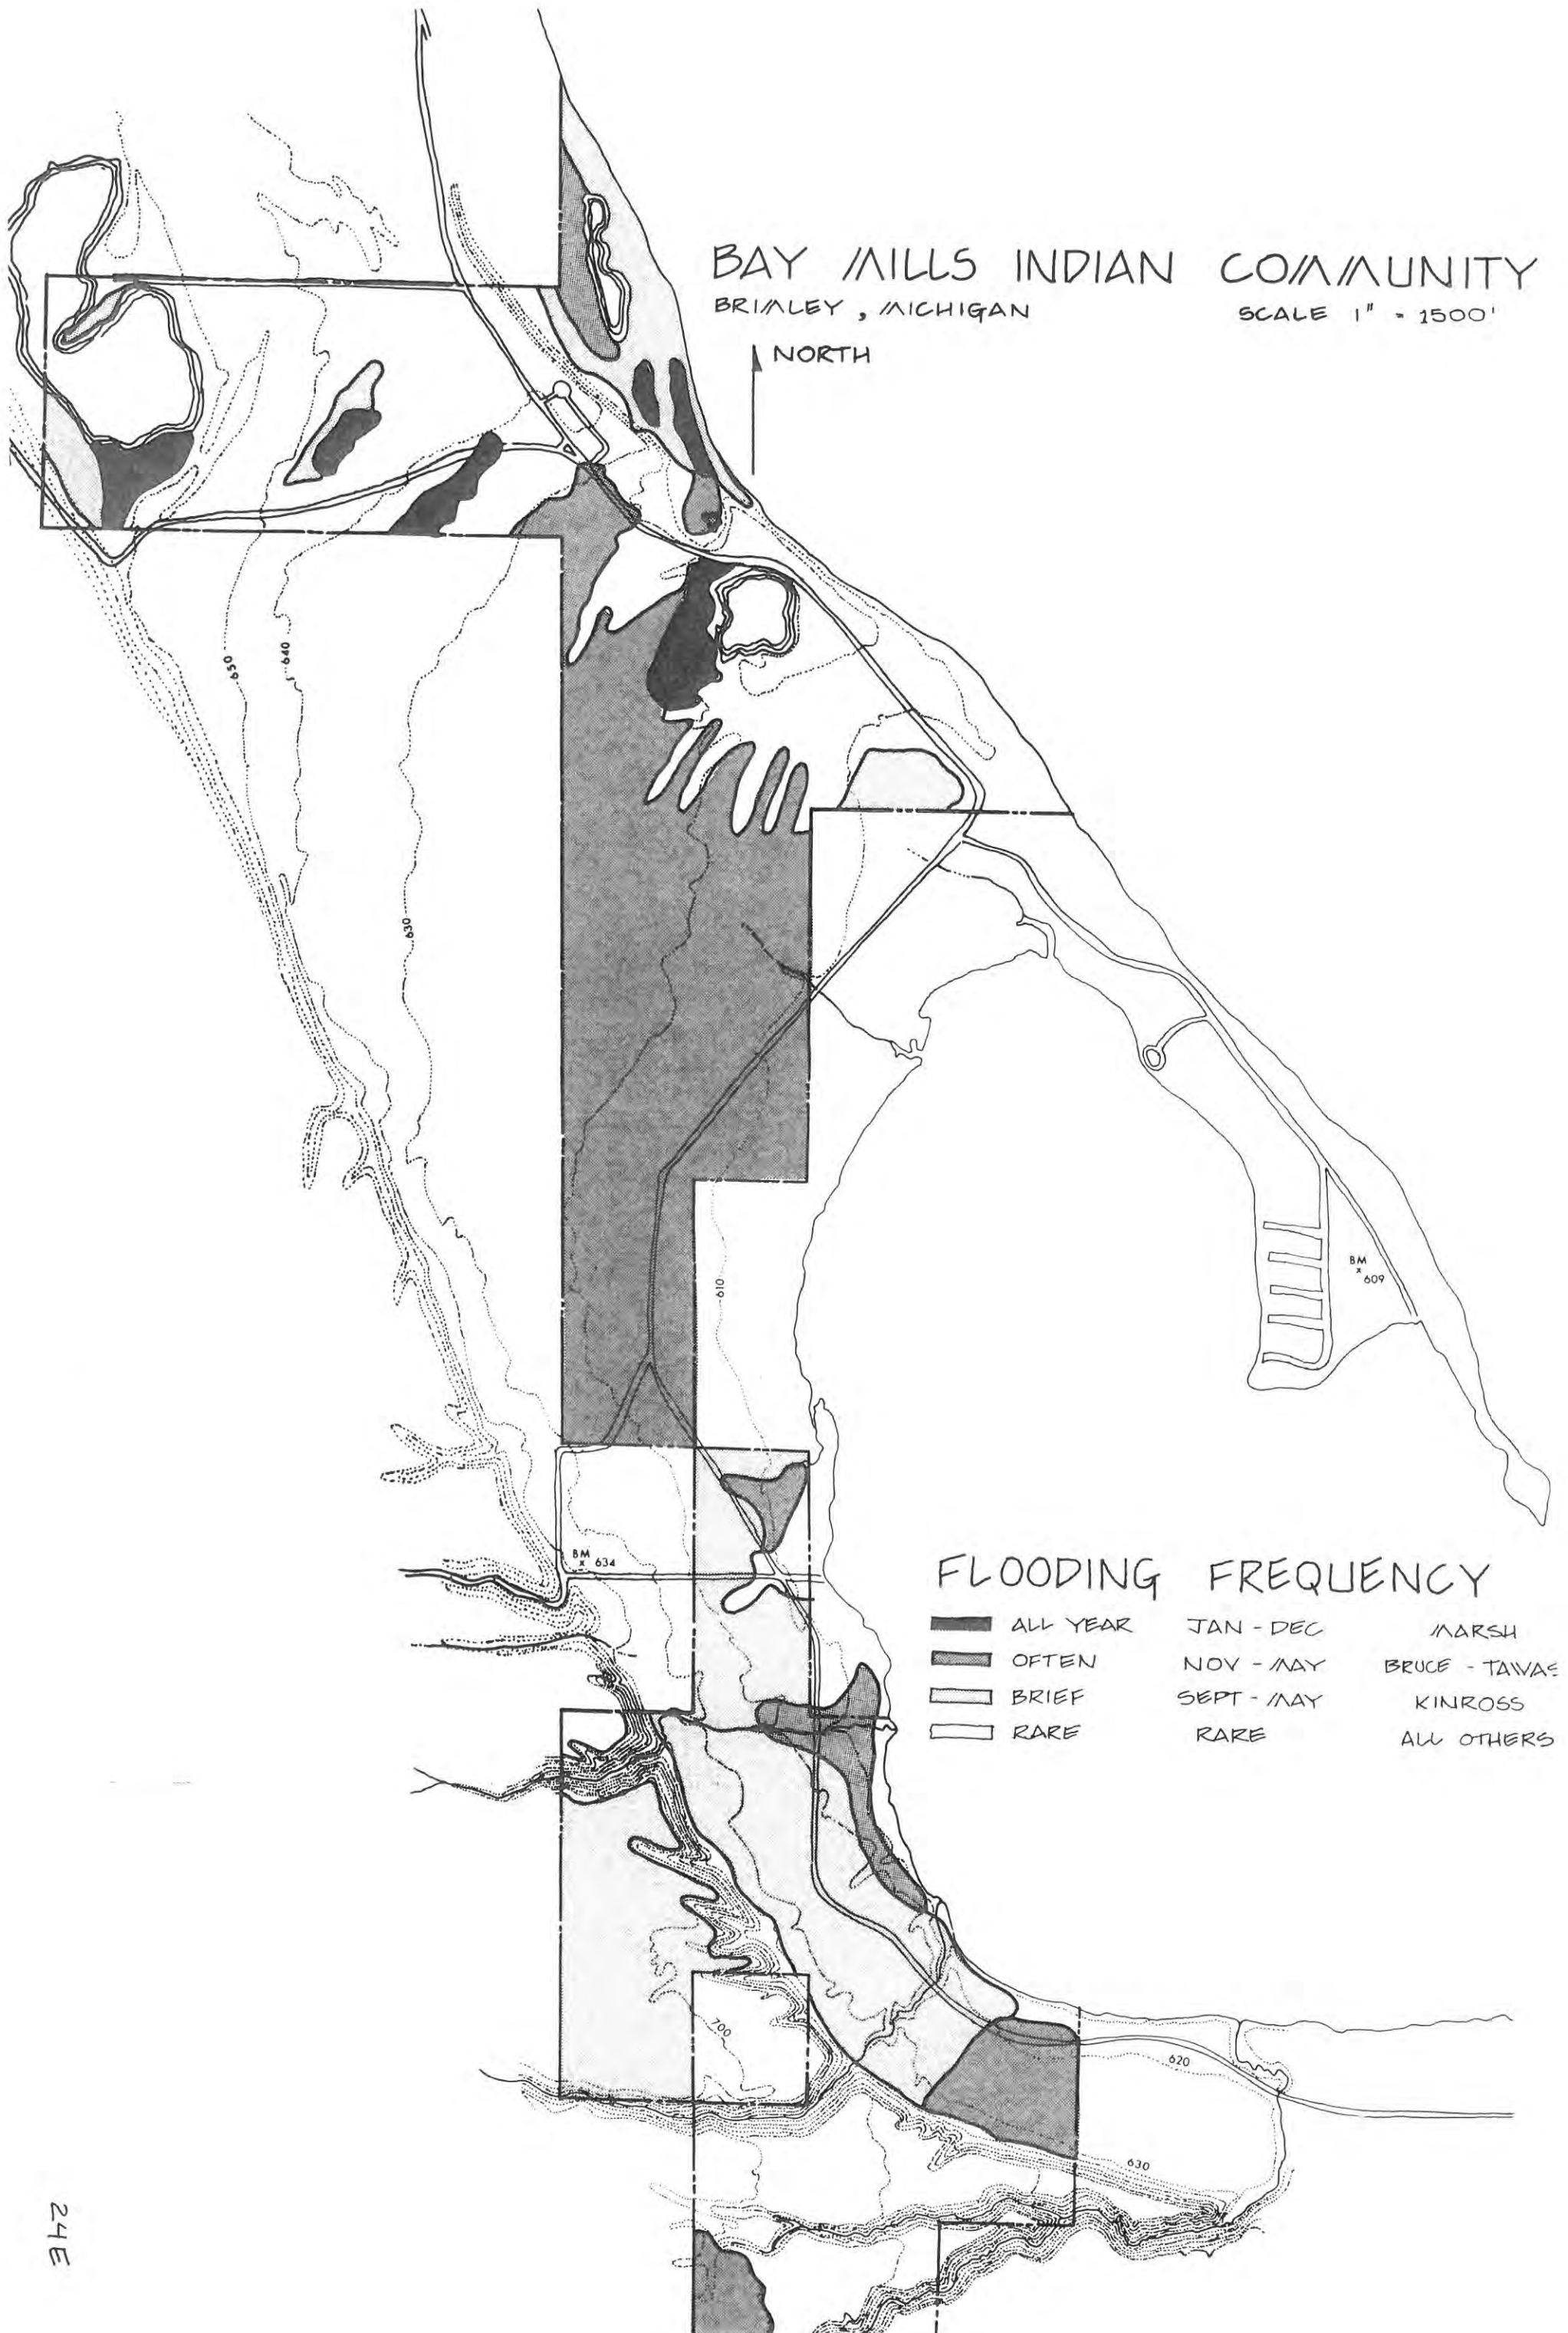 BAY MILLS INDIAN COMMUNITY
BRIMLEY, MICHIGAN SCALE 1" = 1500'
NORTH
650
640
630
610
BM
x 609
BM
x 634
FLOODING FREQUENCY
ALL YEAR JAN - DEC MARSH
OFTEN NOV - MAY BRUCE - TAWAS
BRIEF SEPT - MAY KINROSS
RARE RARE ALL OTHERS
700
620
630
24E